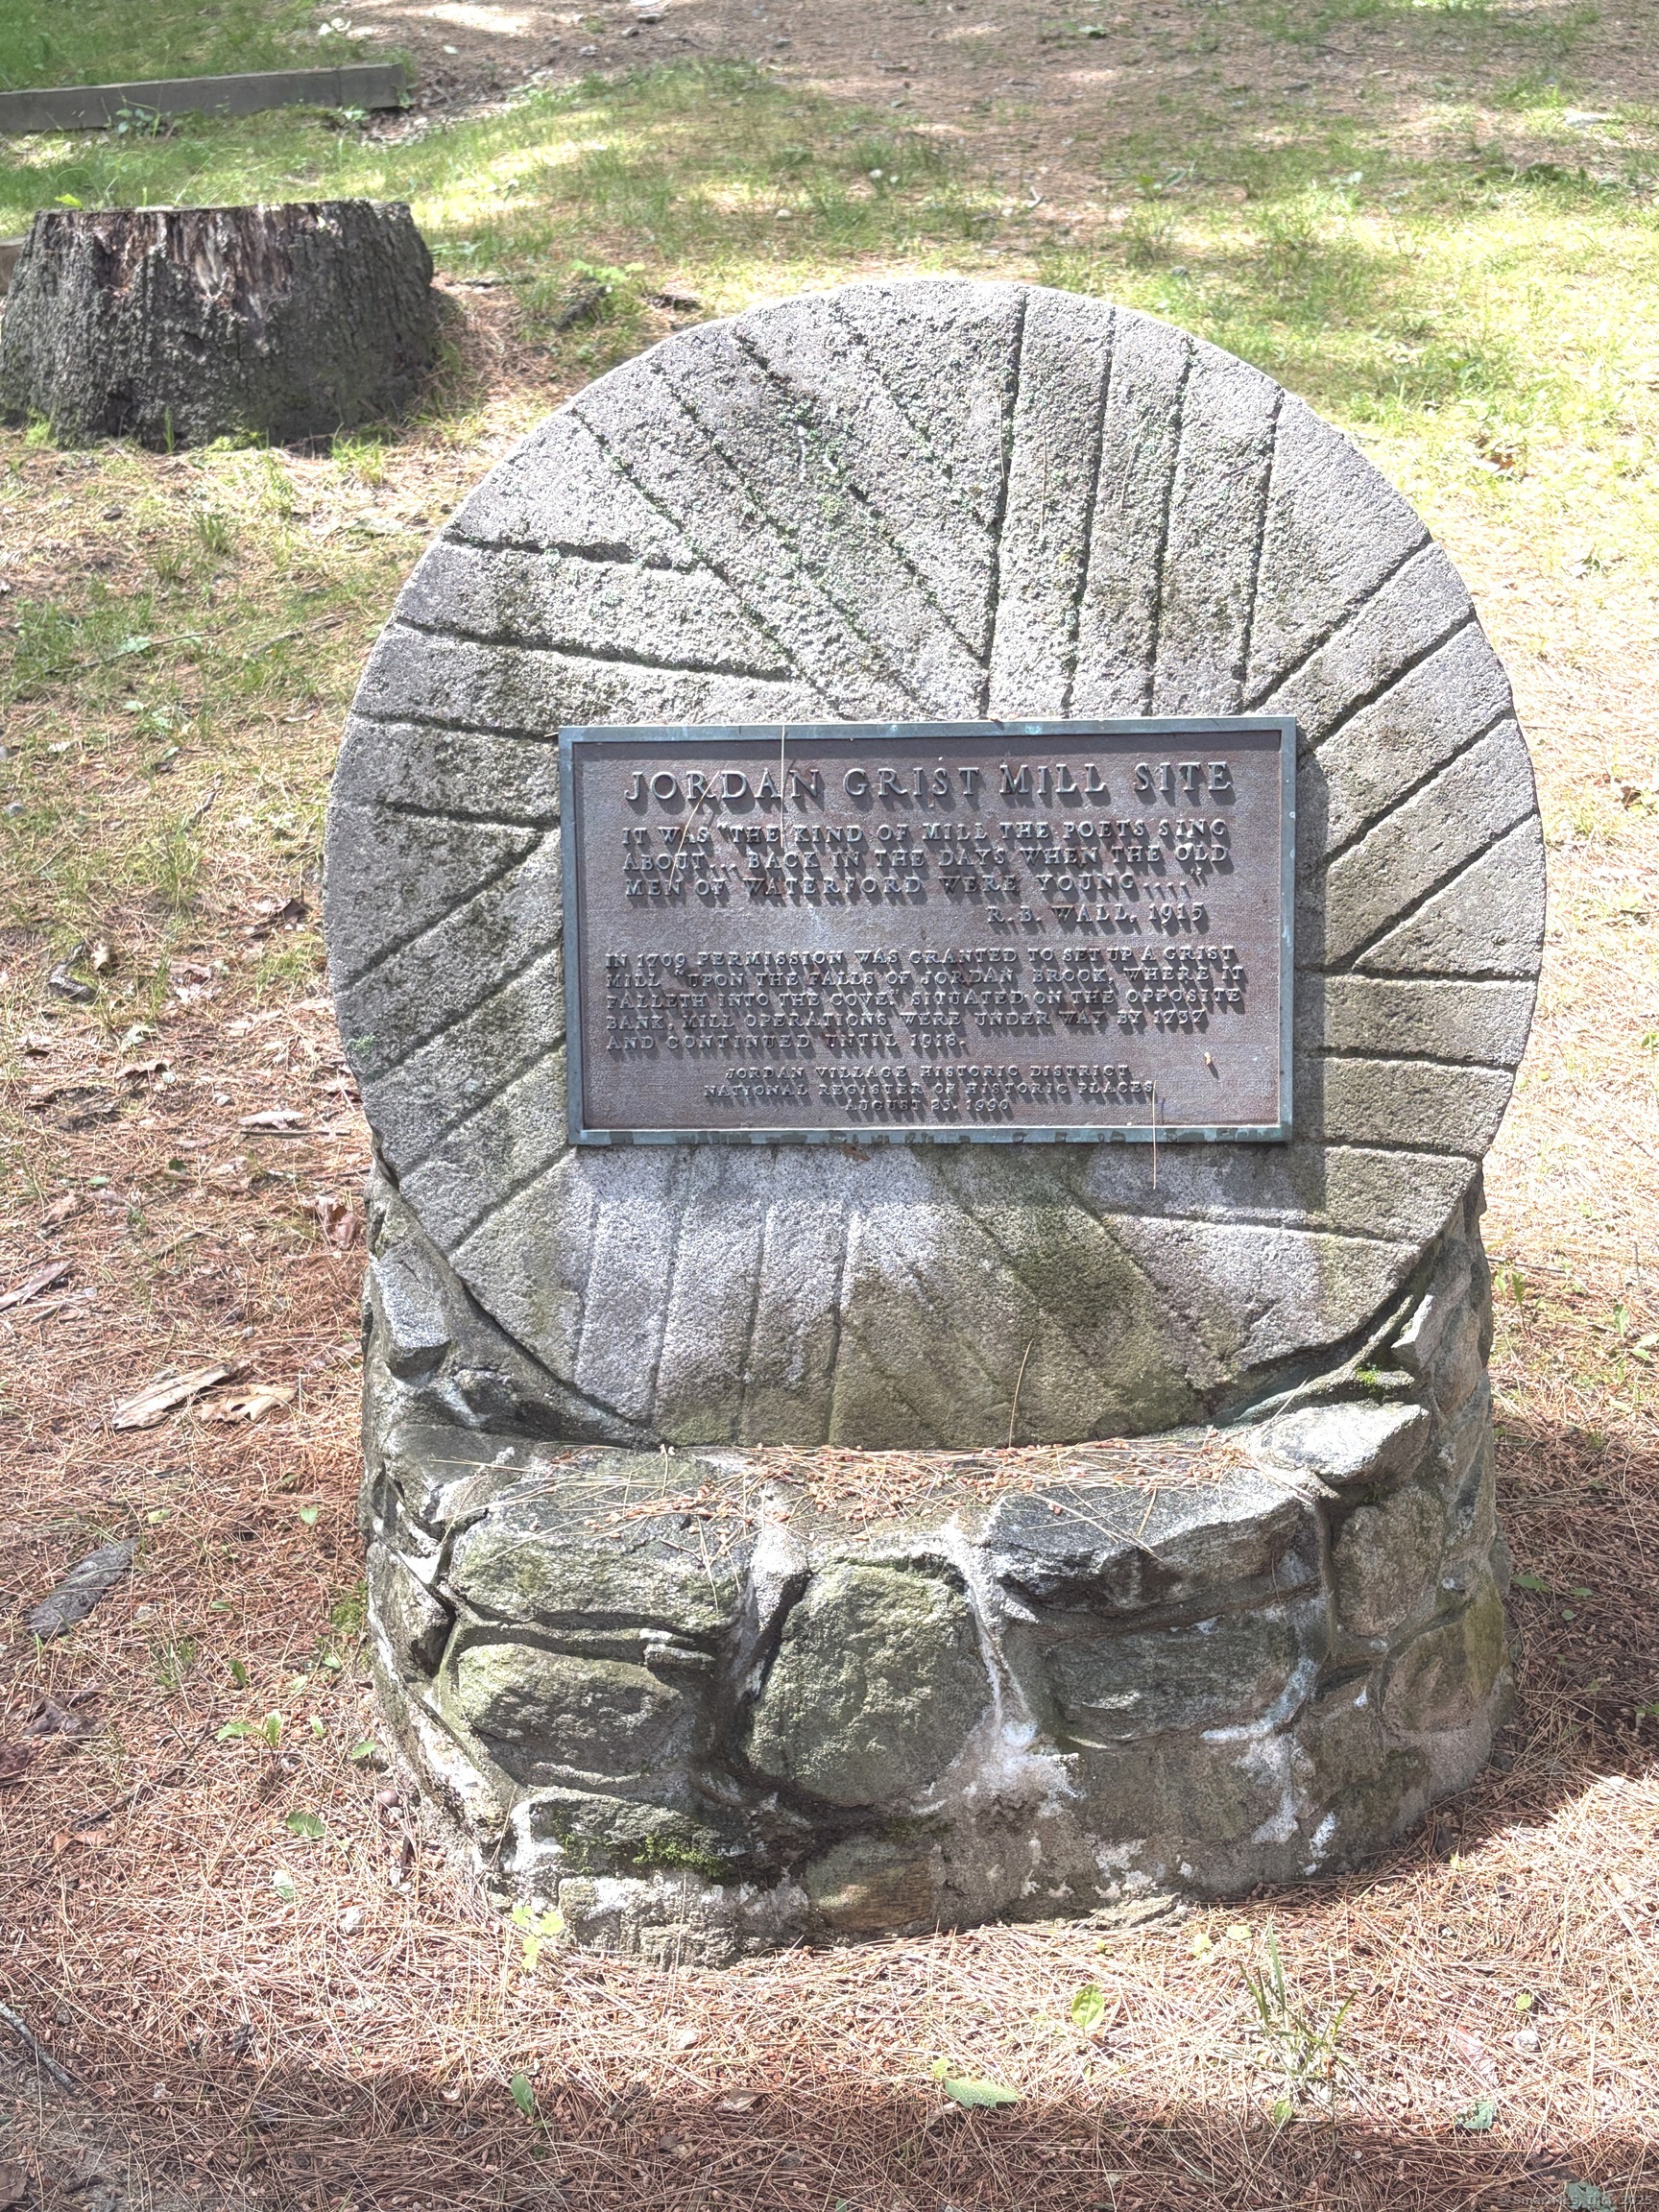 JORDAN GRIST MILL SITE
IT WAS "THE KIND OF MILL THE POETS SING
ABOUT... BACK IN THE DAYS WHEN THE OLD
MEN OF WATERFORD WERE YOUNG...."
R. B. WALL, 1915
IN 1709 PERMISSION WAS GRANTED TO SET UP A GRIST
MILL "UPON THE FALLS OF JORDAN BROOK, WHERE IT
FALLETH INTO THE COVE." SITUATED ON THE OPPOSITE
BANK, MILL OPERATIONS WERE UNDER WAY BY 1737
AND CONTINUED UNTIL 1918.
JORDAN VILLAGE HISTORIC DISTRICT
NATIONAL REGISTER OF HISTORIC PLACES
AUGUST 23, 1990
© SmartMLS, Inc. 2025